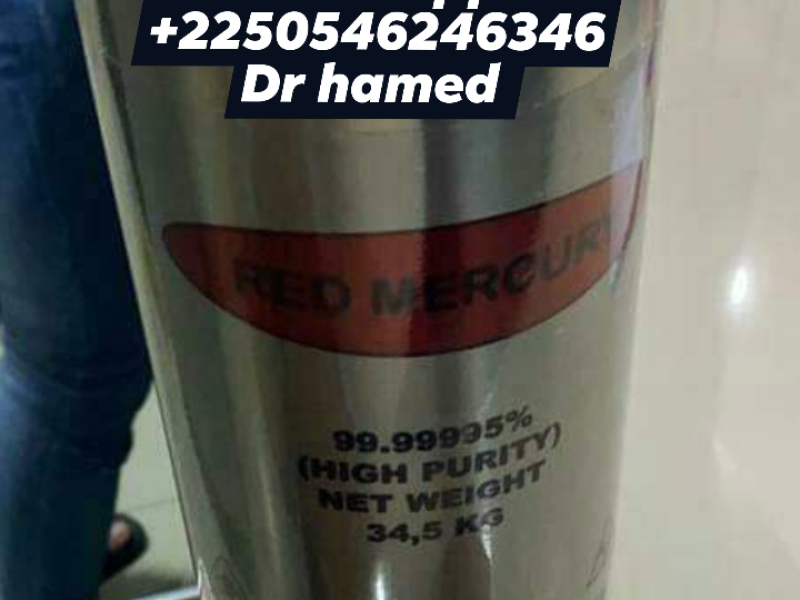 +2250546246346
Dr hamed
RED MERCURY
99.99995%
(HIGH PURITY)
NET WEIGHT
34,5 KG